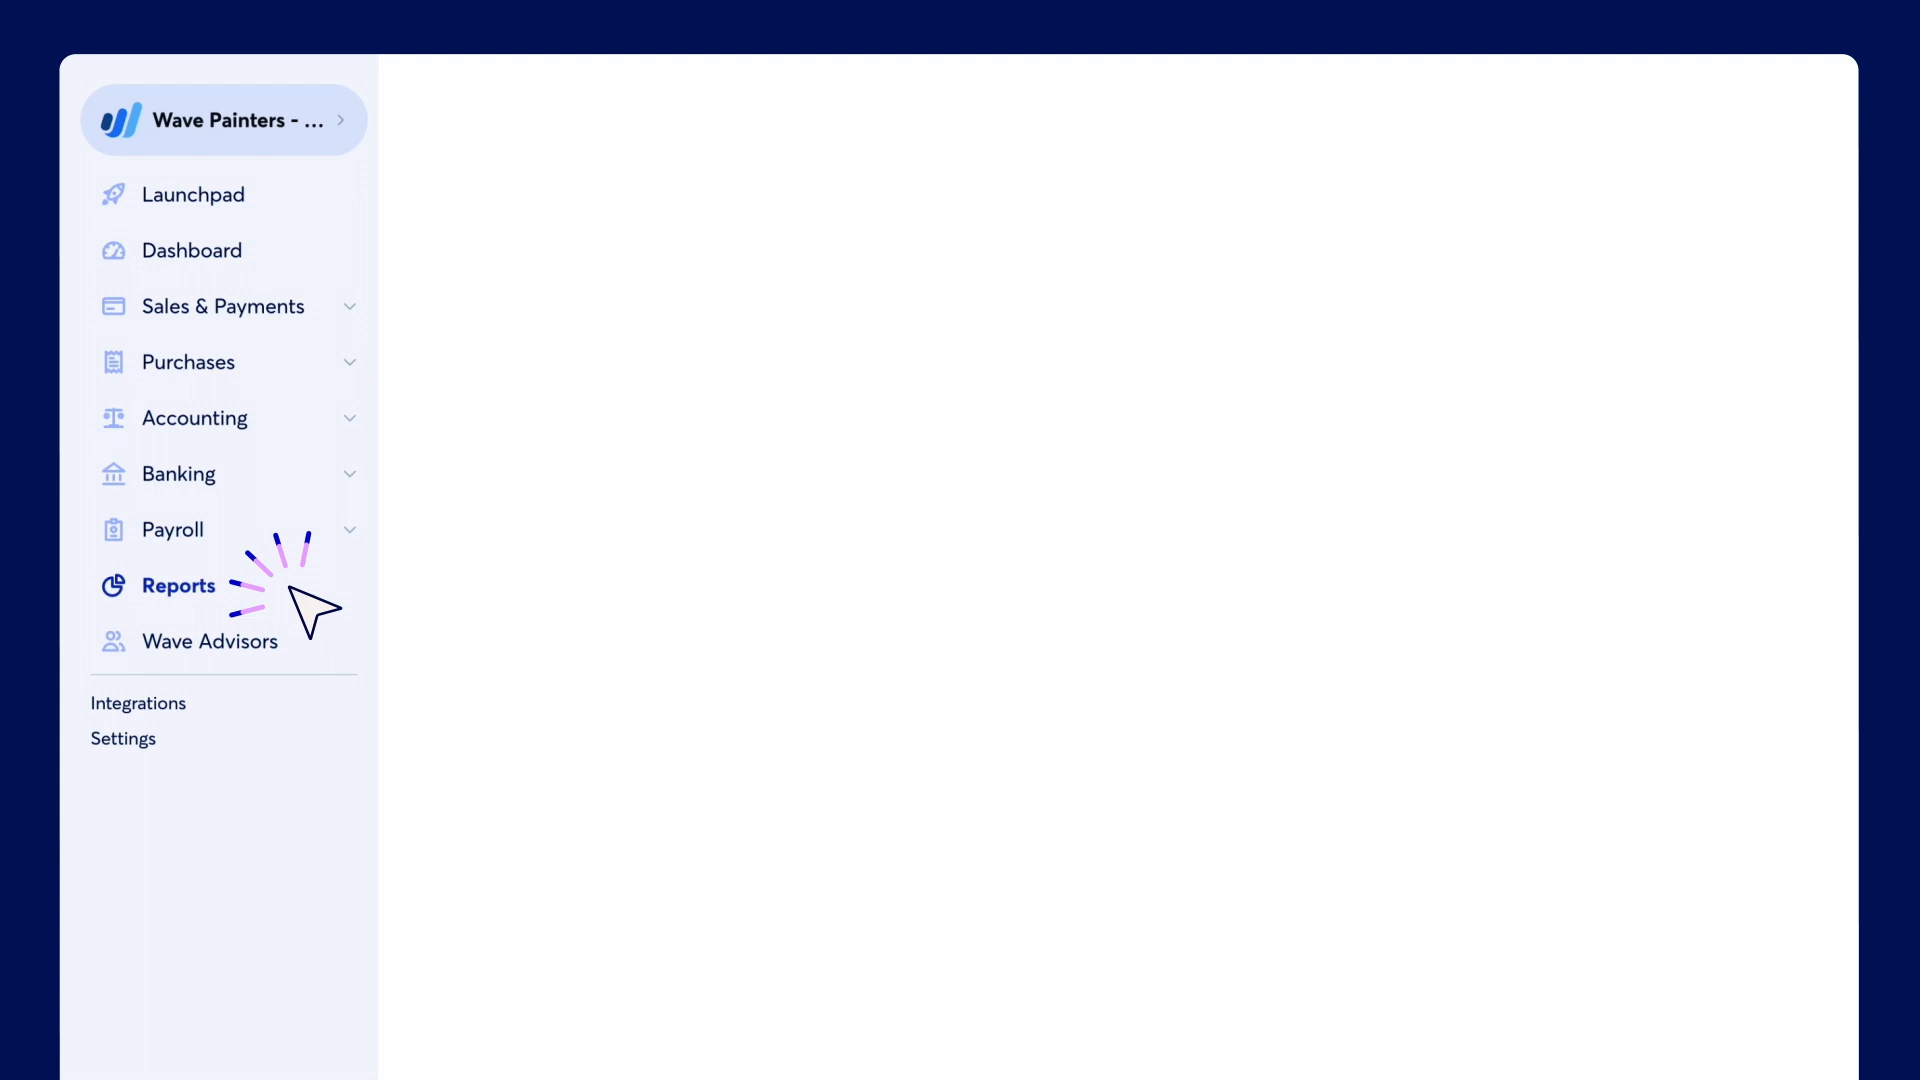 Wave Painters - ...
Launchpad
Dashboard
Sales & Payments
Purchases
Accounting
Banking
Payroll
Reports
Wave Advisors
Integrations
Settings